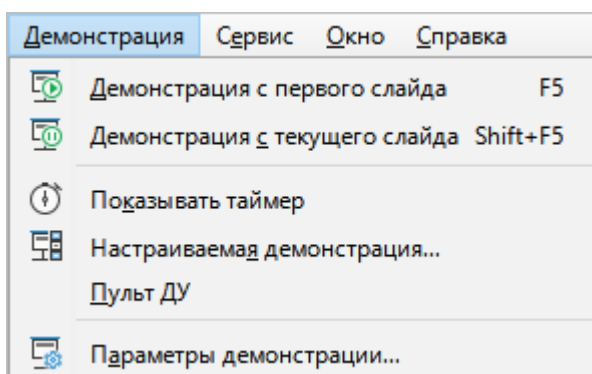 Демонстрация Сервис Окно Справка
Демонстрация с первого слайда F5
Демонстрация с текущего слайда Shift+F5
Показывать таймер
Настраиваемая демонстрация...
Пульт ДУ
Параметры демонстрации...